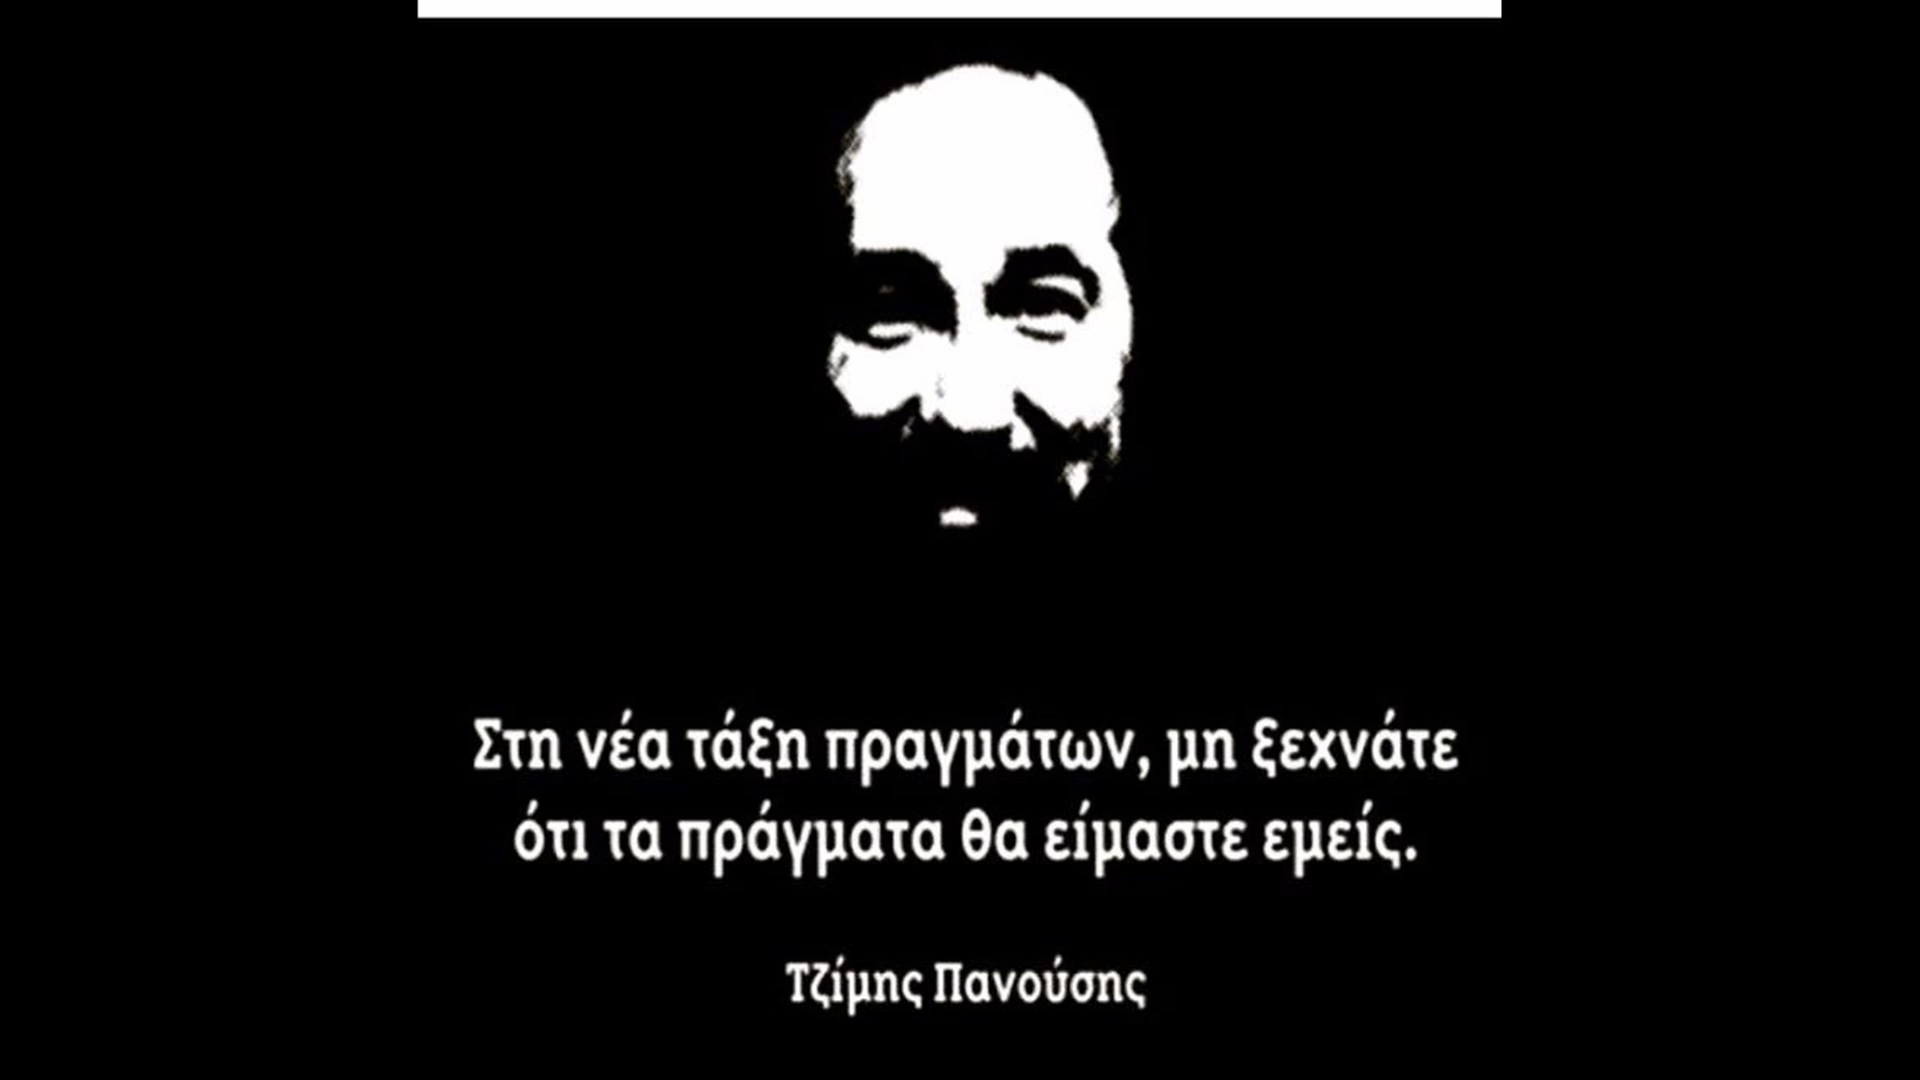 Στη νέα τάξη πραγμάτων, μη ξεχνάτε
ότι τα πράγματα θα είμαστε εμείς.
Τζίμης Πανούσης